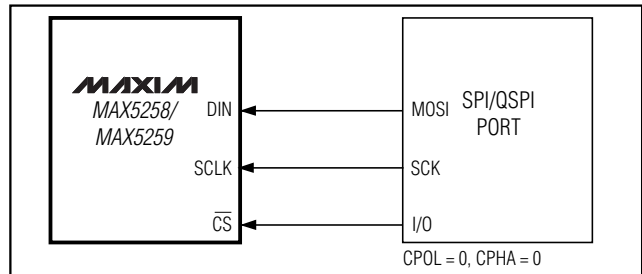 MAXIM
MAX5258/
MAX5259
DIN
SCLK
CS
MOSI
SCK
I/O
SPI/QSPI
PORT
CPOL = 0, CPHA = 0